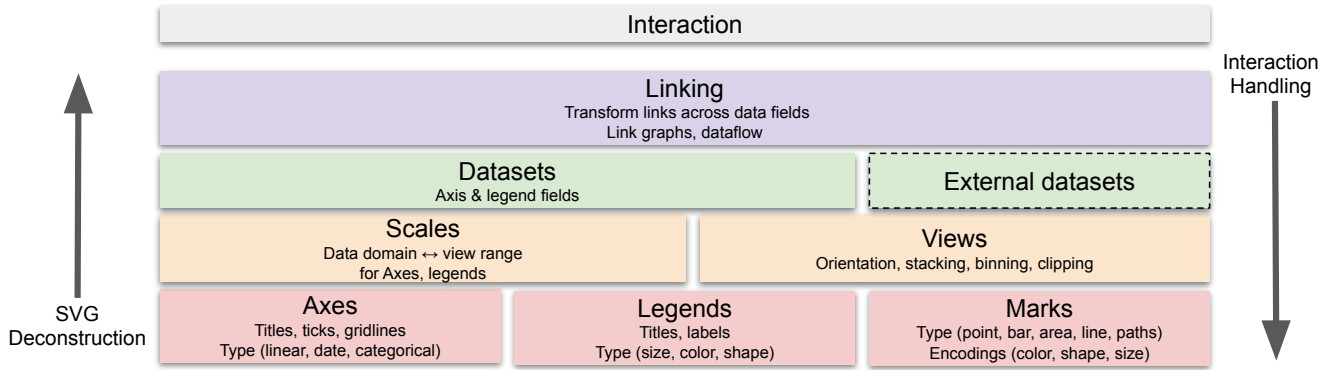 Interaction
Interaction
Handling
Linking
Transform links across data fields
Link graphs, dataflow
Datasets
Axis & legend fields
External datasets
Scales
Data domain ↔ view range
for Axes, legends
Views
Orientation, stacking, binning, clipping
SVG
Deconstruction
Axes
Titles, ticks, gridlines
Type (linear, date, categorical)
Legends
Titles, labels
Type (size, color, shape)
Marks
Type (point, bar, area, line, paths)
Encodings (color, shape, size)